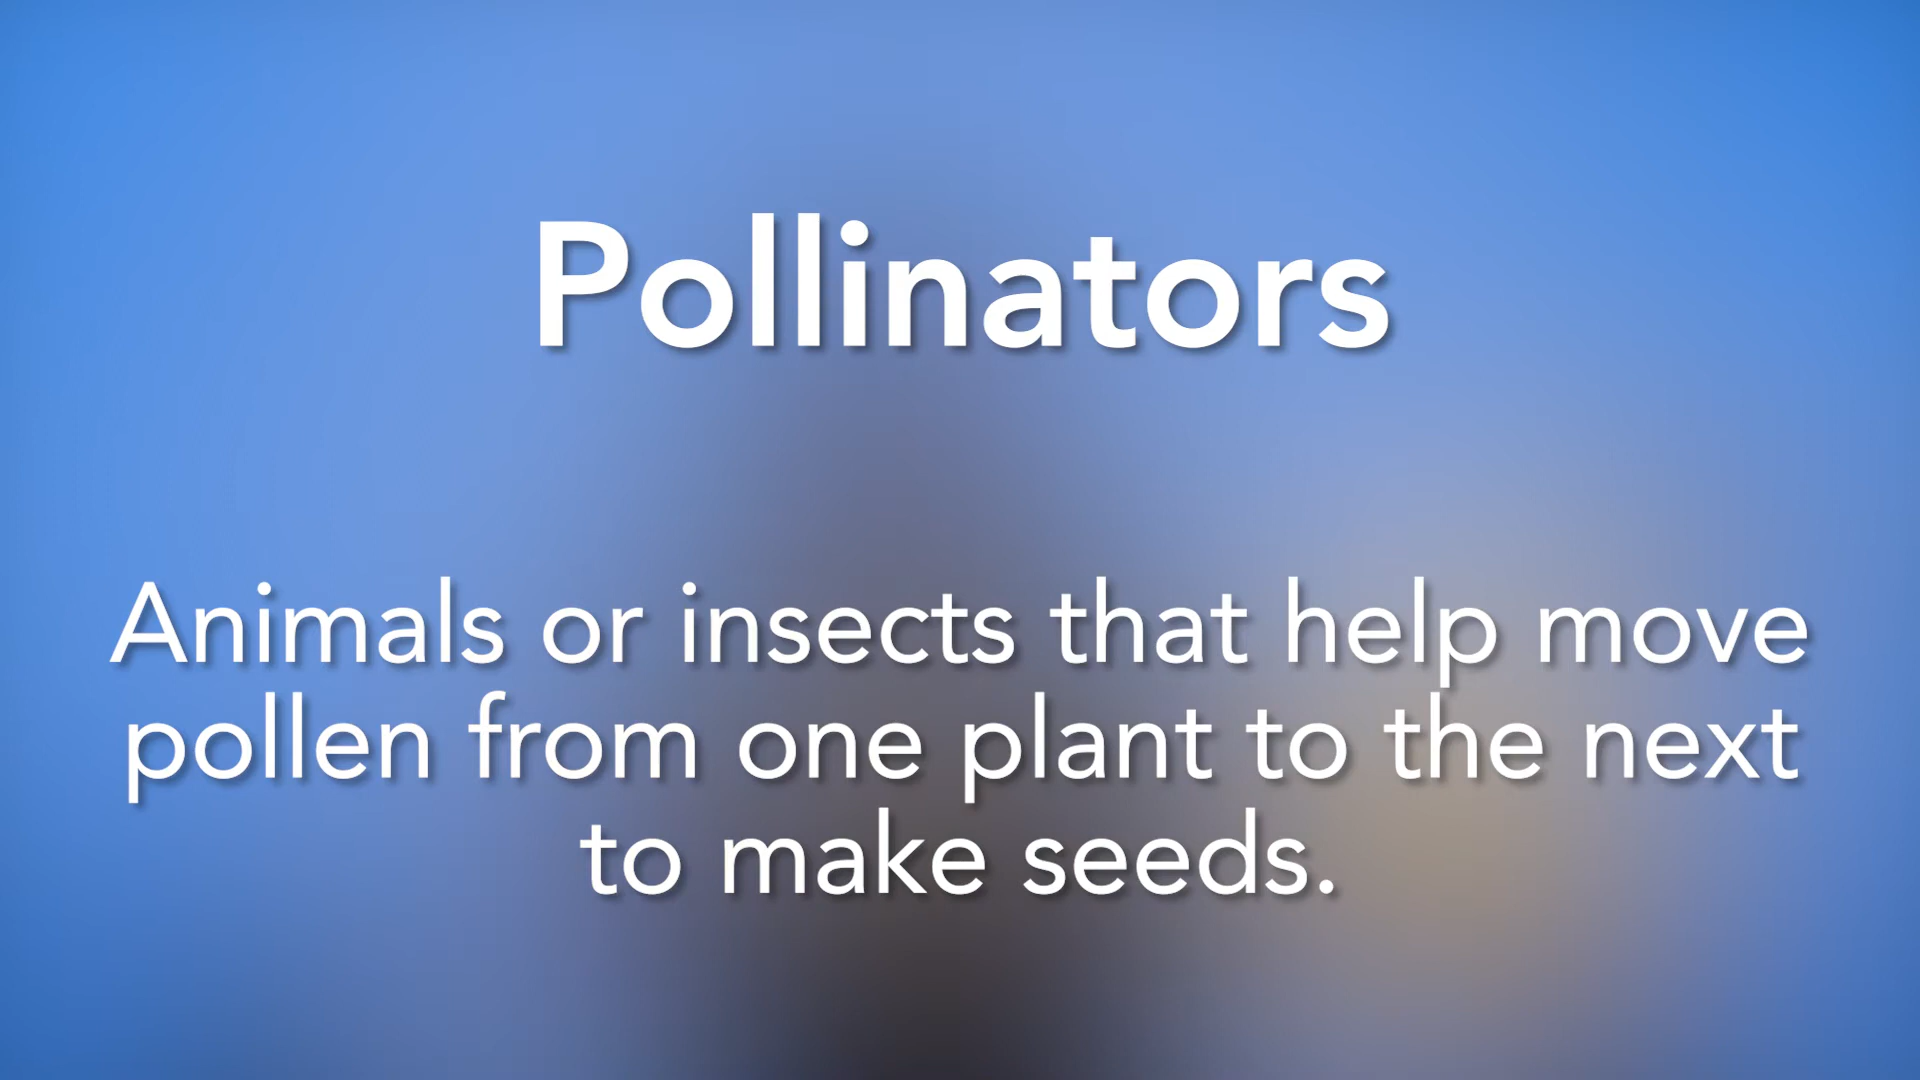 Pollinators
Animals or insects that help move
pollen from one plant to the next
to make seeds.